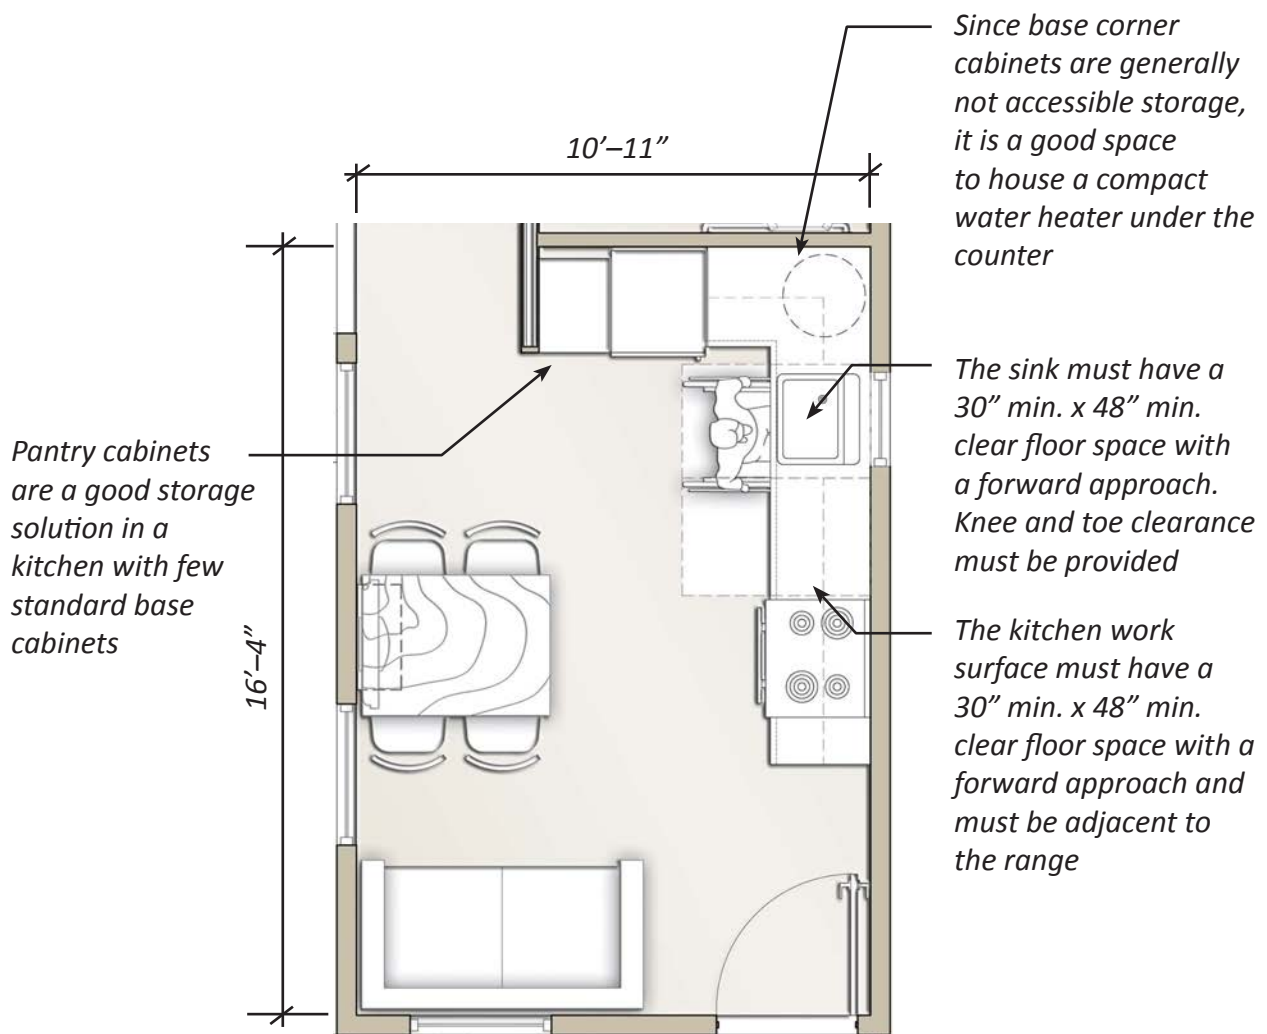 Since base corner
cabinets are generally
not accessible storage,
it is a good space
to house a compact
water heater under the
counter
10’–11”
The sink must have a
30” min. x 48” min.
clear floor space with
a forward approach.
Knee and toe clearance
must be provided
Pantry cabinets
are a good storage
solution in a
kitchen with few
standard base
cabinets
16’–4”
The kitchen work
surface must have a
30” min. x 48” min.
clear floor space with a
forward approach and
must be adjacent to
the range